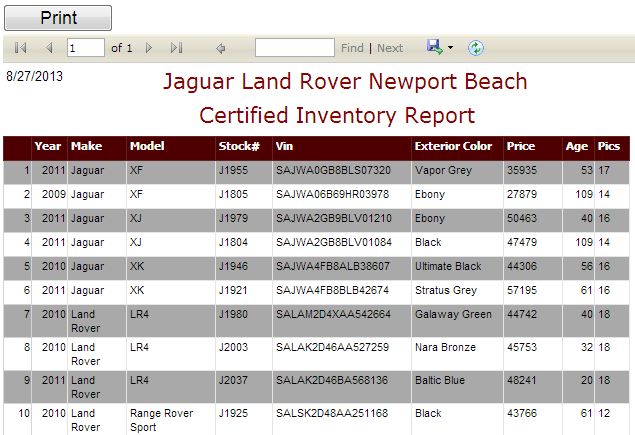 Print
1 of 1 Find | Next
8/27/2013
Jaguar Land Rover Newport Beach
Certified Inventory Report
Year Make Model Stock# Vin Exterior Color Price Age Pics
1 2011 Jaguar XF J1955 SAJWA0GB8BLS07320 Vapor Grey 35935 53 17
2 2009 Jaguar XF J1805 SAJWA06B69HR03978 Ebony 27879 109 14
3 2011 Jaguar XJ J1979 SAJWA2GB9BLV01210 Ebony 50463 40 16
4 2011 Jaguar XJ J1804 SAJWA2GB8BLV01084 Black 47479 109 14
5 2010 Jaguar XK J1946 SAJWA4FB8ALB38607 Ultimate Black 44306 56 16
6 2011 Jaguar XK J1921 SAJWA4FB8BLB42674 Stratus Grey 57195 61 16
7 2010 Land LR4 J1980 SALAM2D4XAA542664 Galaway Green 44742 40 18
Rover
8 2010 Land LR4 J2003 SALAK2D46AA527259 Nara Bronze 45753 32 18
Rover
9 2011 Land LR4 J2037 SALAK2D46BA568136 Baltic Blue 48241 20 18
Rover
10 2010 Land Range Rover J1925 SALSK2D48AA251168 Black 43766 61 12
Rover Sport